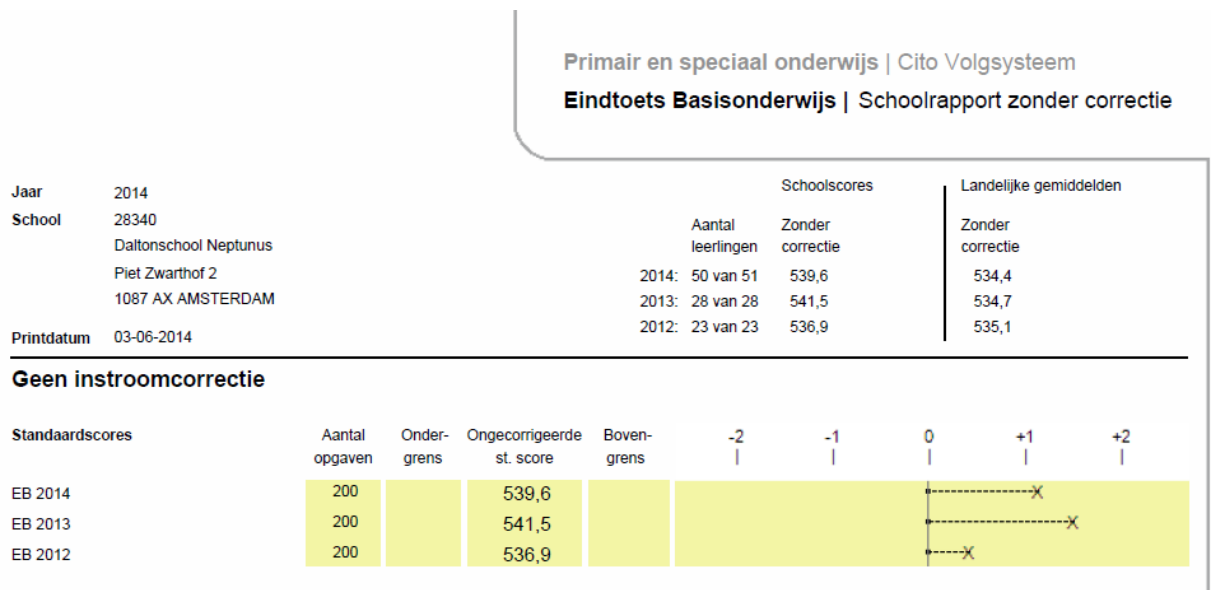 Primair en speciaal onderwijs | Cito Volgsysteem
Eindtoets Basisonderwijs | Schoolrapport zonder correctie
Jaar 2014
School 28340
Daltonschool Neptunus
Piet Zwarthof 2
1087 AX AMSTERDAM
Printdatum 03-06-2014
Schoolscores Landelijke gemiddelden
Aantal Zonder Zonder
leerlingen correctie correctie
2014: 50 van 51 539,6 534,4
2013: 28 van 28 541,5 534,7
2012: 23 van 23 536,9 535,1
Geen instroomcorrectie
Standaardscores Aantal Onder- Ongecorrigeerde Boven- -2 -1 0 +1 +2
opgaven grens st. score grens
EB 2014 200 539,6
EB 2013 200 541,5
EB 2012 200 536,9